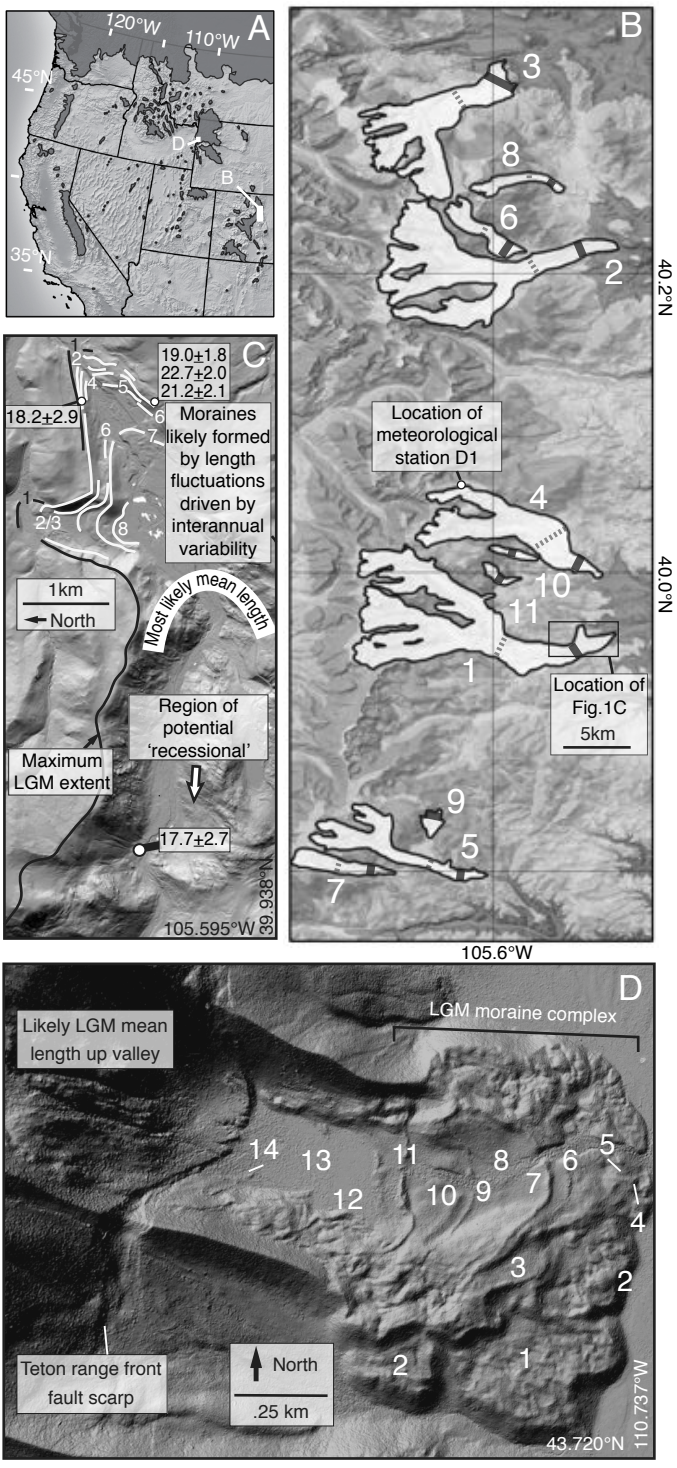 120°W
110°W
A
45°N
D
B
35°N
B
3
8
6
2
40.2°N
Location of
meteorological
station D1
4
40.0°N
10
11
1
Location of
Fig.1C
5km
9
5
7
105.6°W
C
1
2
4
5
6
7
19.0±1.8
22.7±2.0
21.2±2.1
18.2±2.9
6
Moraines
likely formed
by length
fluctuations
driven by
interannual
variability
1
2/3
8
1km
North
Most likely mean length
Region of
potential
'recessional'
Maximum
LGM extent
17.7±2.7
105.595°W
39.938°N
D
LGM moraine complex
Likely LGM mean
length up valley
14
13
11
8
6
5
12
10
9
7
4
3
2
2
1
Teton range front
fault scarp
North
.25 km
43.720°N
110.737°W